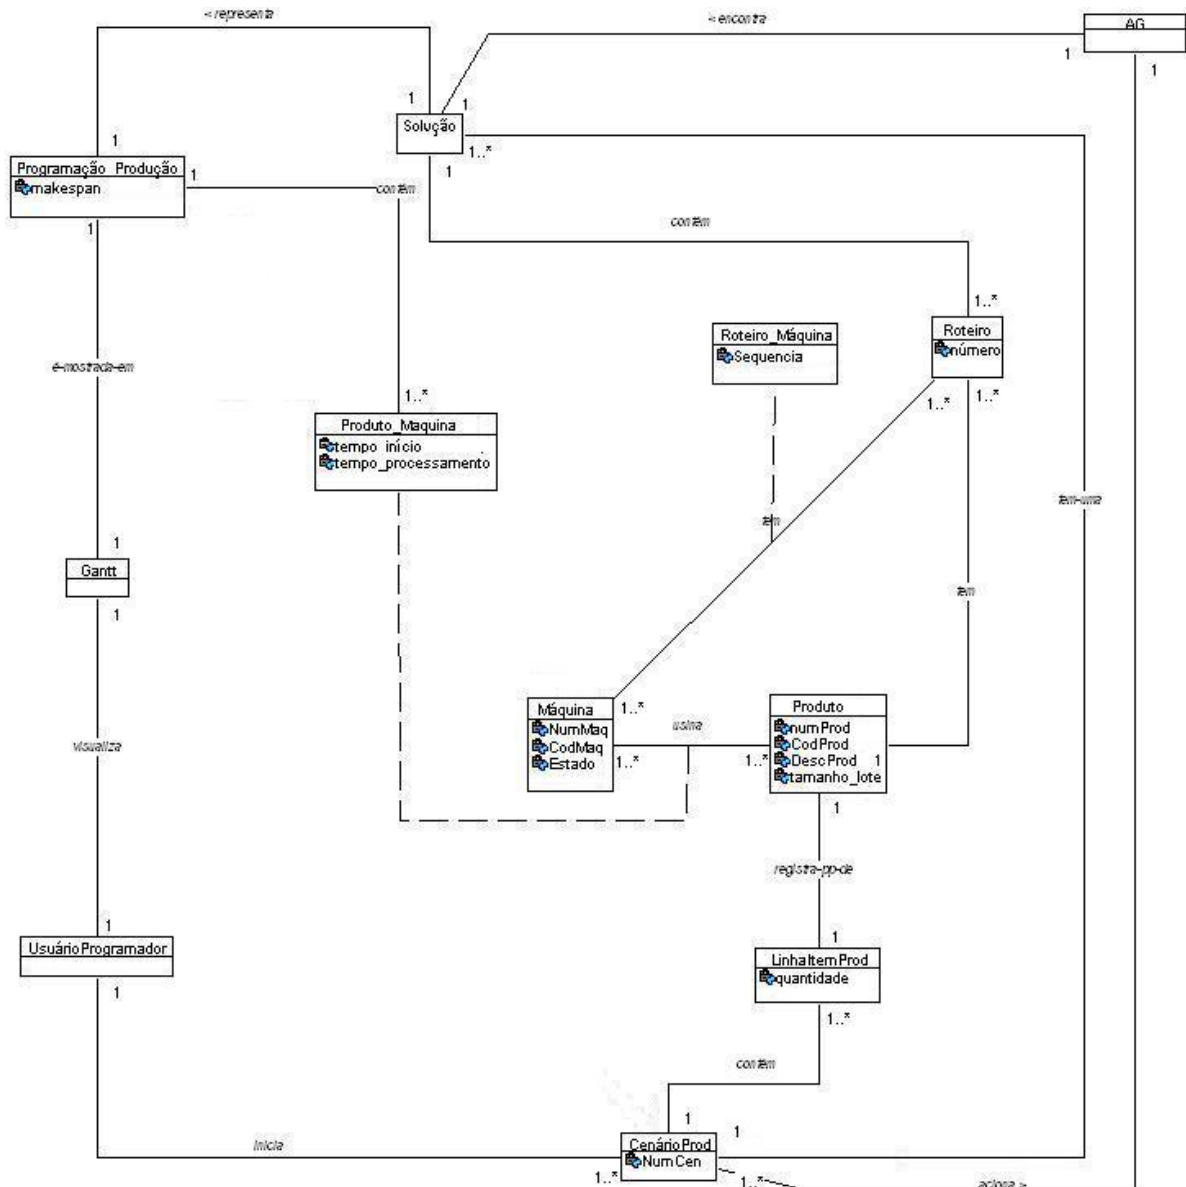 < representa
< encontra
AG
1
1
1
1
Solução
1..*
1
1
Programação_Produção
makespan
1
contém
1
contém
1..*
Roteiro
número
1..*
1..*
Roteiro_Máquina
Sequencia
é-mostrada-em
1..*
Produto_Maquina
tempo_início
tempo_processamento
tem-uma
tem
1
Gantt
1
tem
Máquina
NumMaq
CodMaq
Estado
1..*
1..*
usina
1..*
Produto
numProd
CodProd
DescProd
tamanho_lote
1
1
visualiza
registra-pp-de
1
UsuárioProgramador
1
1
LinhaItemProd
quantidade
1..*
contém
1
1
inicia
CenárioProd
NumCen
1..*
1..*
aciona >